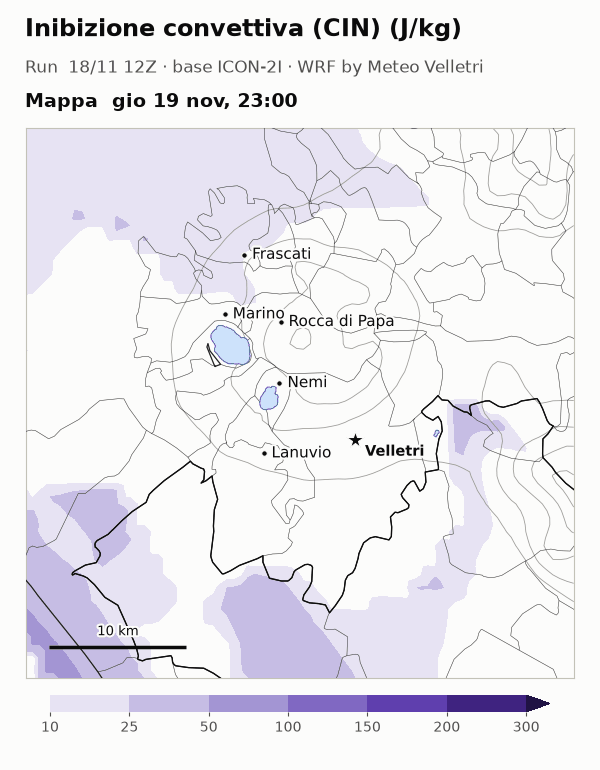 Inibizione convettiva (CIN) (J/kg)
Run  18/11 12Z · base ICON-2I · WRF by Meteo Velletri
Mappa  gio 19 nov, 23:00
Frascati
Marino
Rocca di Papa
Nemi
Velletri
Lanuvio
10 km
10 25 50 100 150 200 300